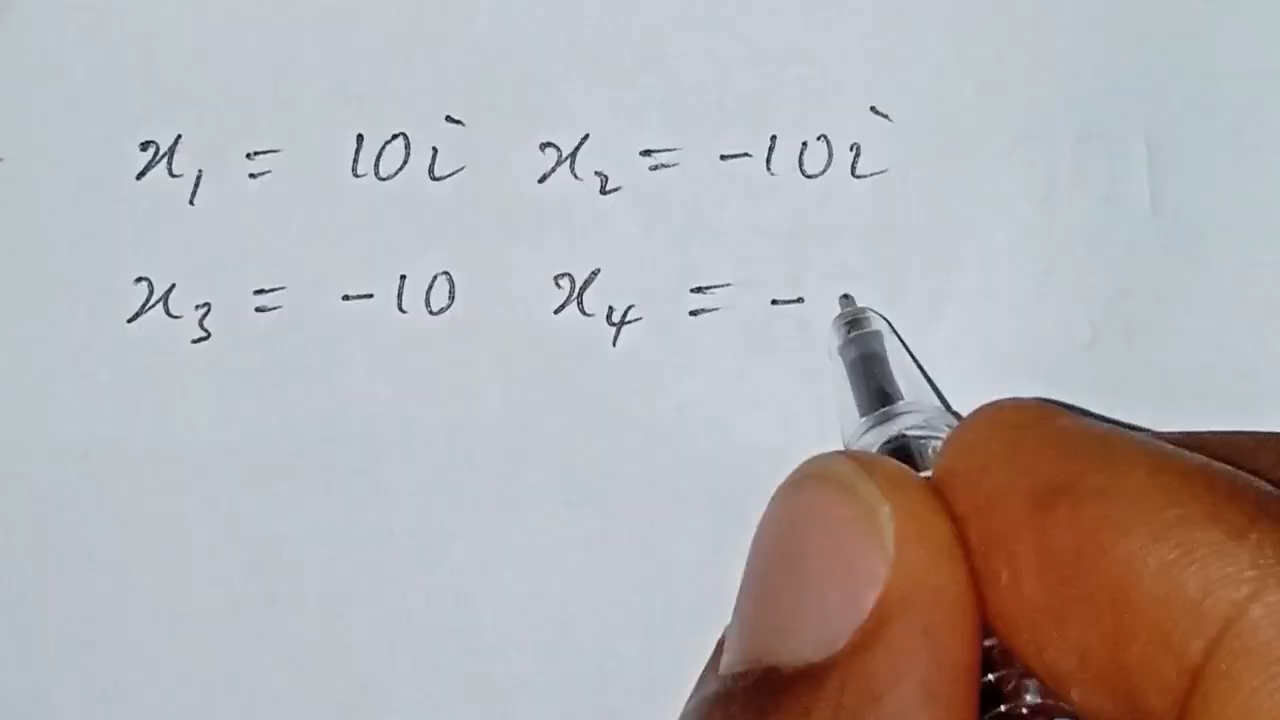 x₁ = 10i x₂ = -10i
x₃ = -10 x₄ = -